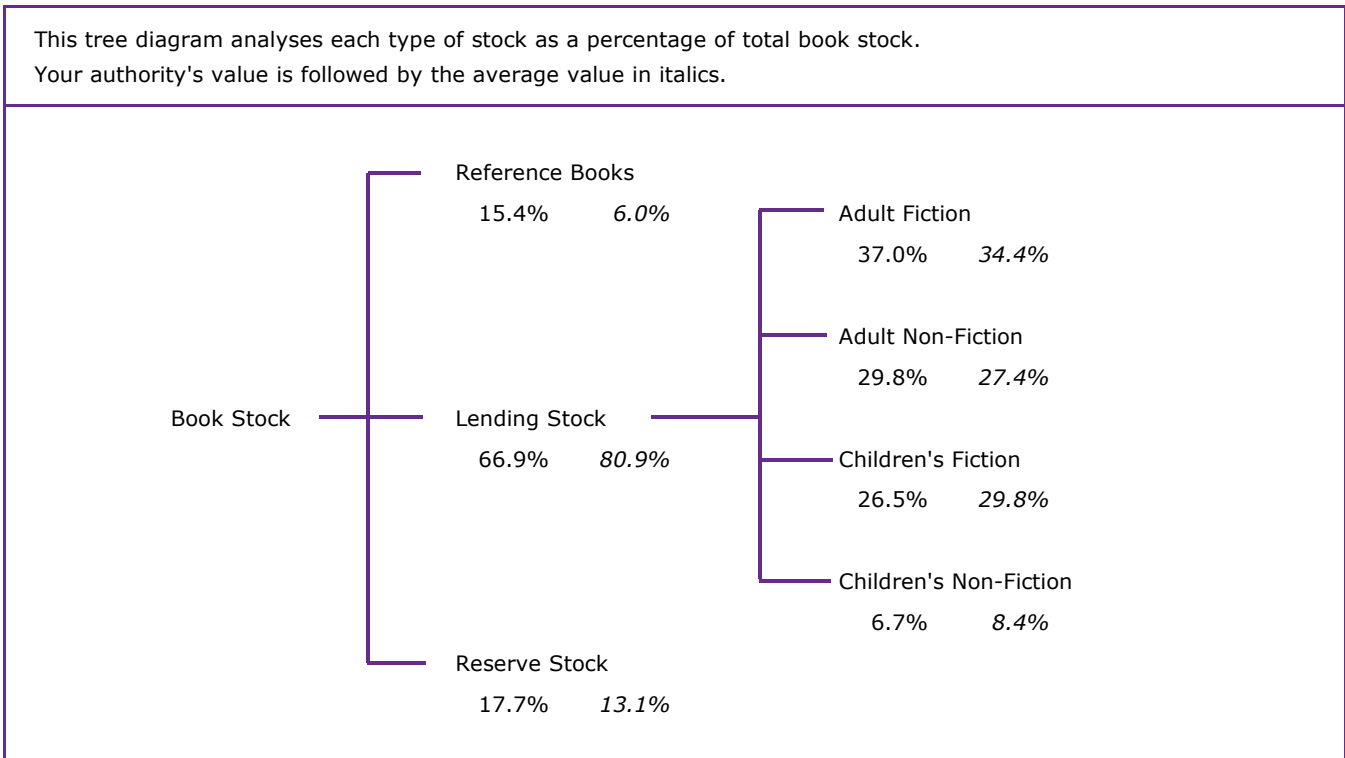 This tree diagram analyses each type of stock as a percentage of total book stock.
Your authority's value is followed by the average value in italics.
Reference Books
15.4% 6.0%
Adult Fiction
37.0% 34.4%
Adult Non-Fiction
29.8% 27.4%
Book Stock
Lending Stock
66.9% 80.9%
Children's Fiction
26.5% 29.8%
Children's Non-Fiction
6.7% 8.4%
Reserve Stock
17.7% 13.1%